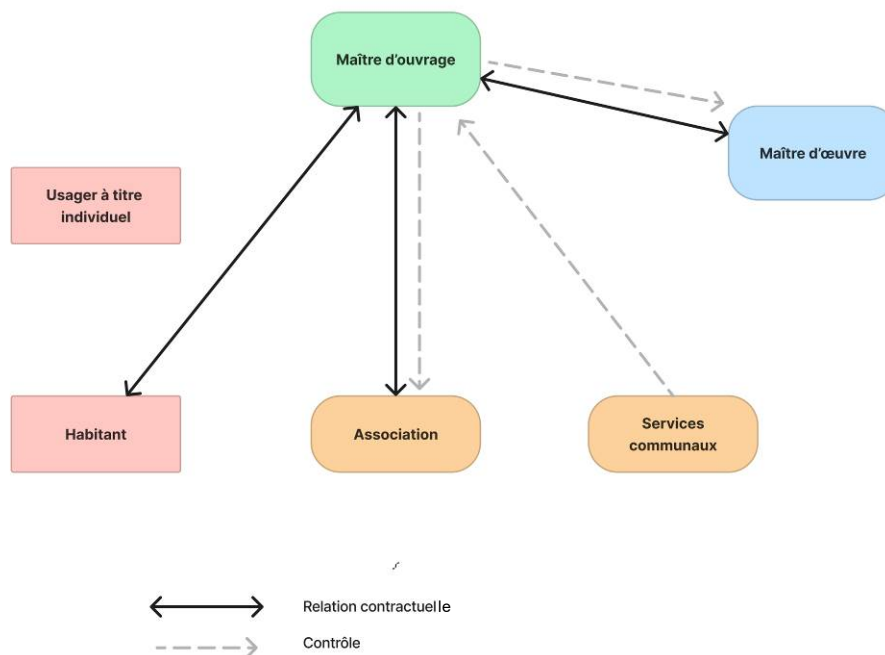 Maître d'ouvrage
Maître d'œuvre
Usager à titre
individuel
Habitant
Association
Services
communaux
Relation contractuelle
Contrôle